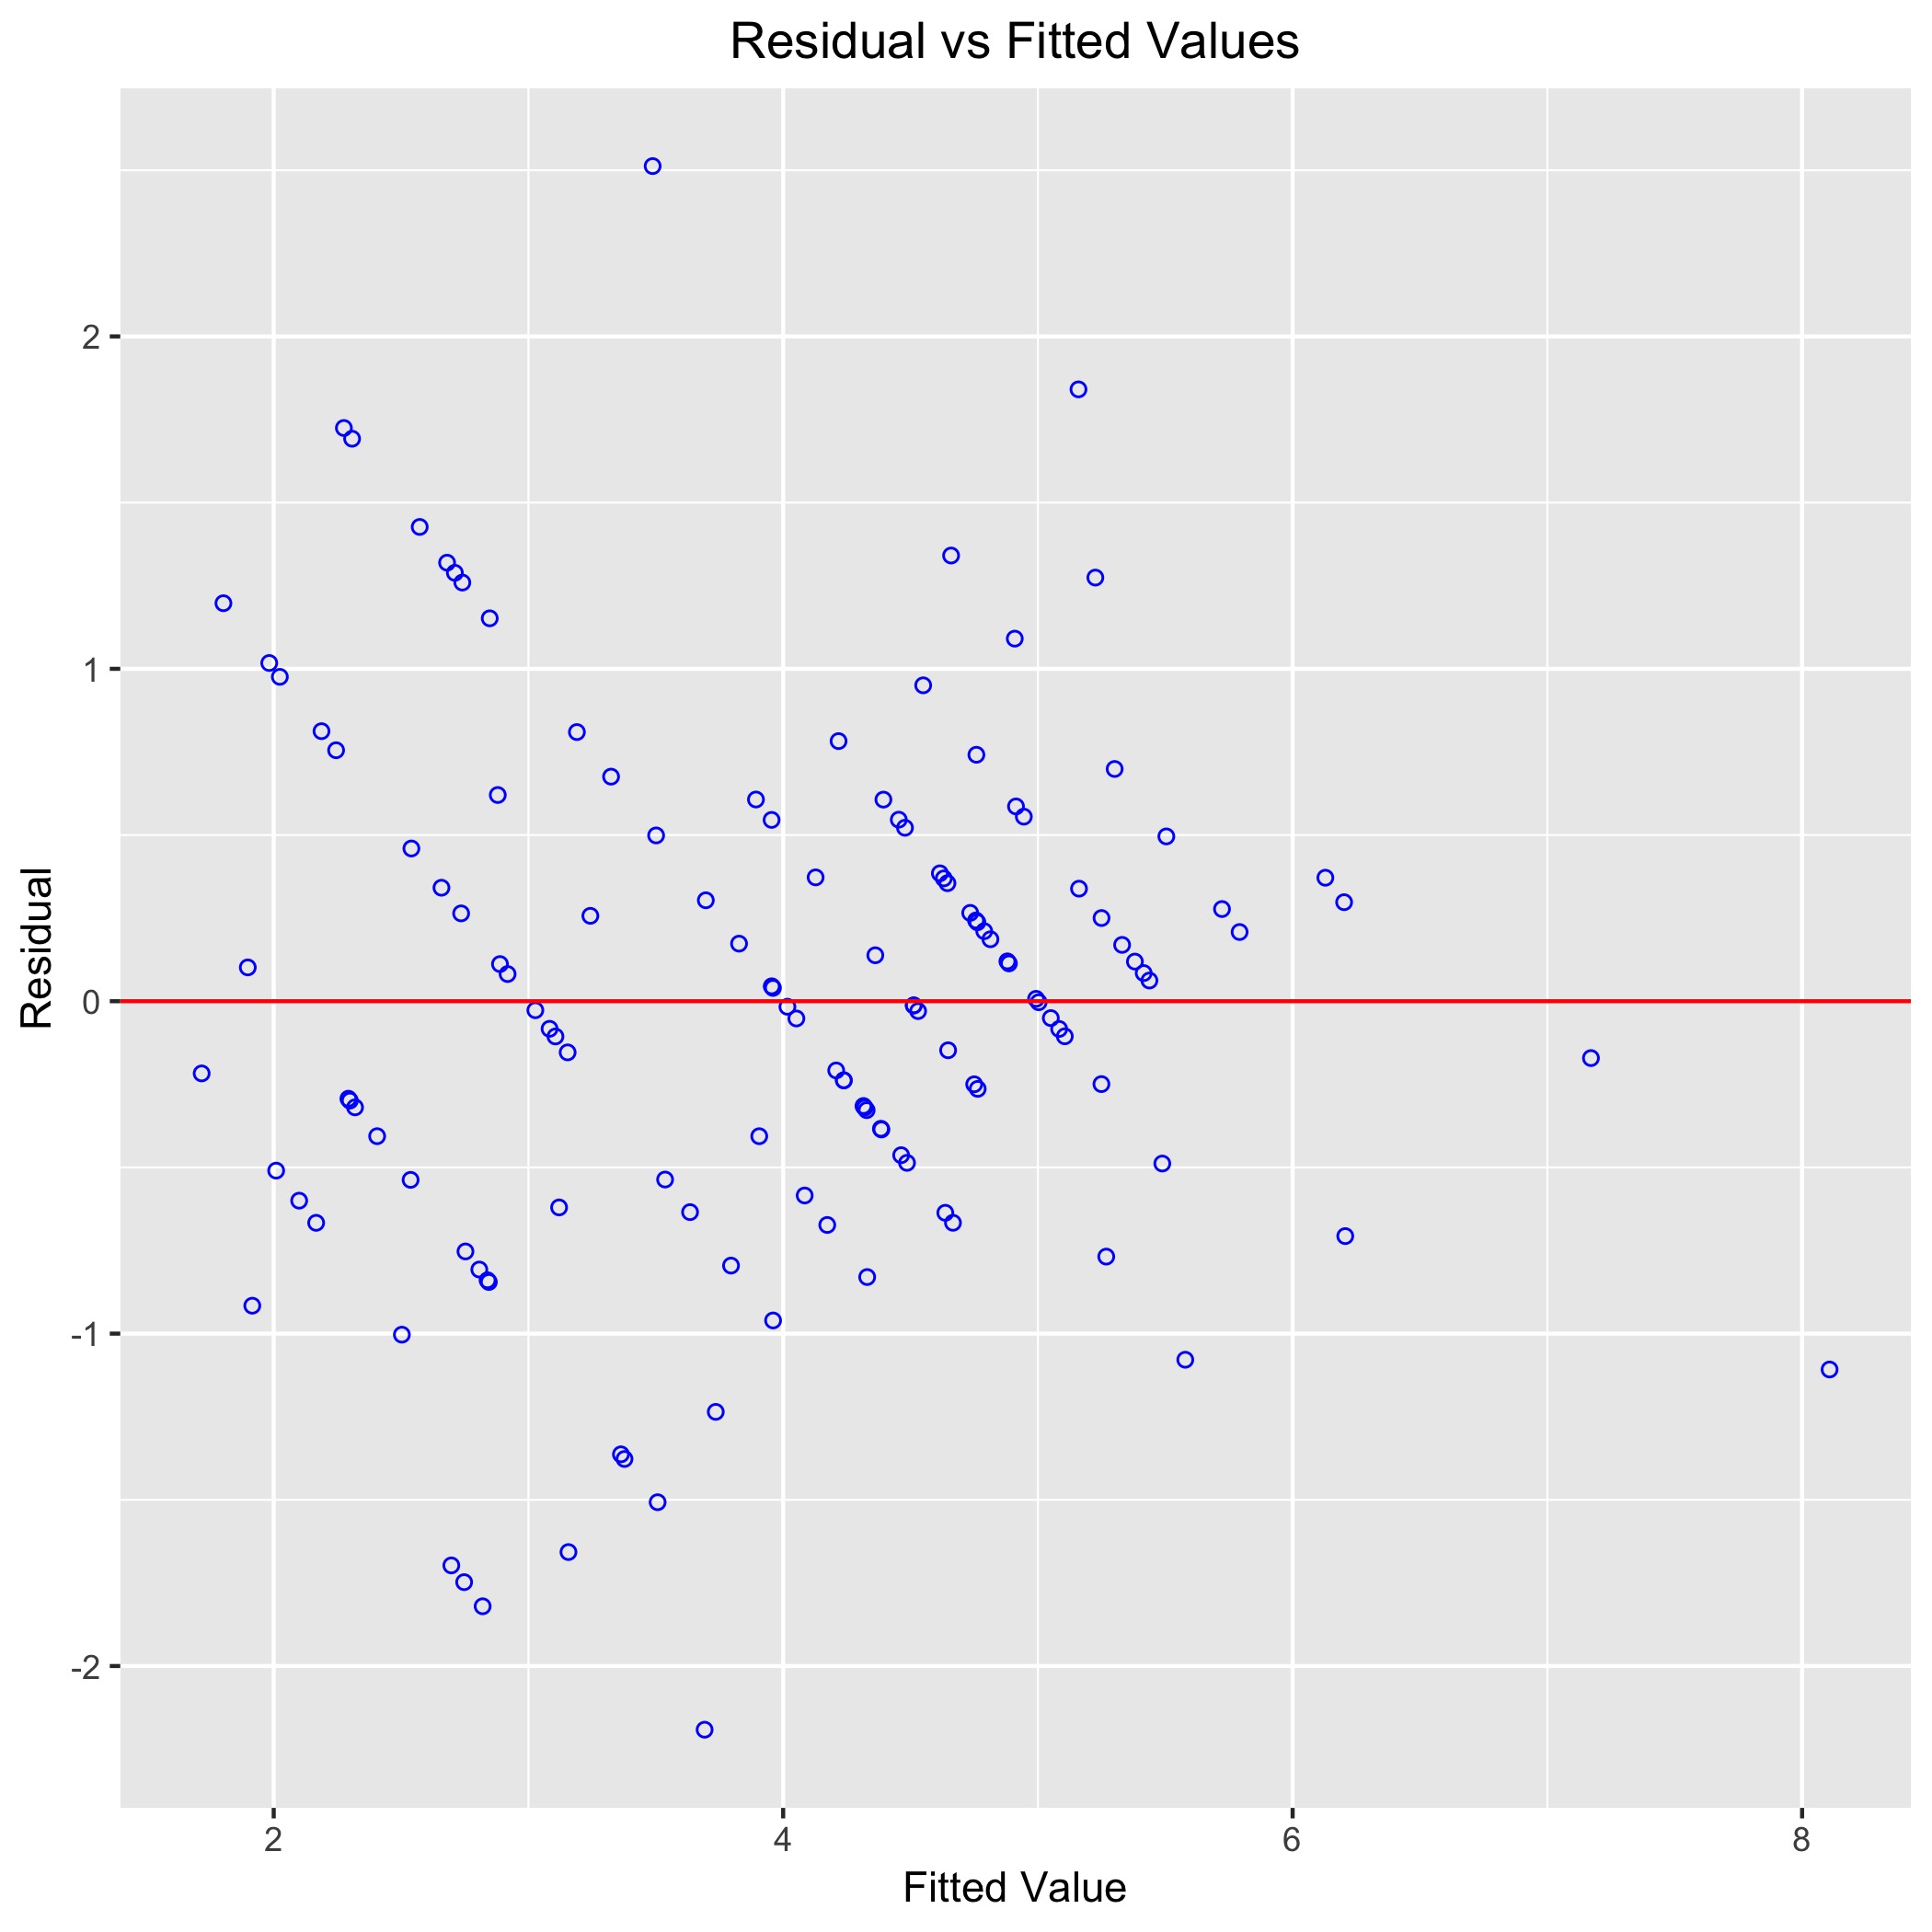 Residual vs Fitted Values
Residual
2
1
0
-1
-2
2 4 6 8
Fitted Value